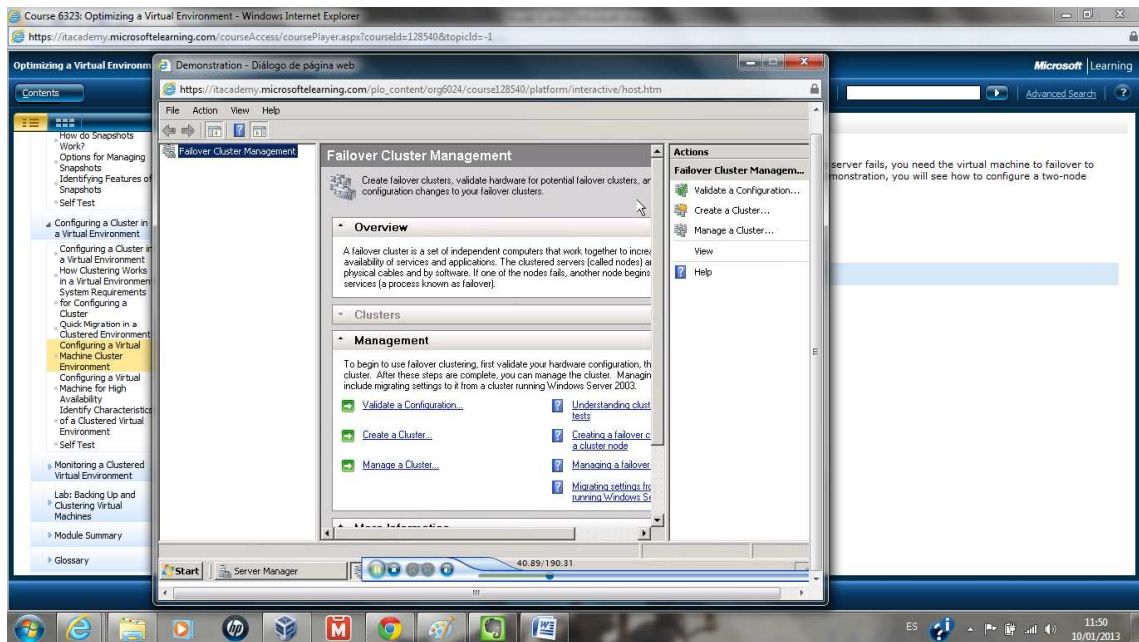 Course 6323: Optimizing a Virtual Environment - Windows Internet Explorer
https://itacademy.microsoftelearning.com/courseAccess/coursePlayer.aspx?courseId=128540&topicId=-1
Optimizing a Virtual Environm
Microsoft | Learning
Contents
Advanced Search
?
How do Snapshots
Work?
Options for Managing
Snapshots
Identifying Features of
Snapshots
Self Test
Configuring a Cluster in
a Virtual Environment
Configuring a Cluster in
a Virtual Environment
How Clustering Works
in a Virtual Environment
System Requirements
for Configuring a
Cluster
Quick Migration in a
Clustered Environment
Configuring a Virtual
Machine Cluster
Environment
Configuring a Virtual
Machine for High
Availability
Identify Characteristics
of a Clustered Virtual
Environment
Self Test
Monitoring a Clustered
Virtual Environment
Lab: Backing Up and
Clustering Virtual
Machines
Module Summary
Glossary
Demonstration - Diálogo de página web
https://itacademy.microsoftelearning.com/plo_content/org6024/course128540/platform/interactive/host.htm
File Action View Help
Failover Cluster Management
Failover Cluster Management
Create failover clusters, validate hardware for potential failover clusters, ar
configuration changes to your failover clusters.
Overview
A failover cluster is a set of independent computers that work together to increa
availability of services and applications. The clustered servers (called nodes) ar
physical cables and by software. If one of the nodes fails, another node begins
services (a process known as failover).
Clusters
Management
To begin to use failover clustering, first validate your hardware configuration, th
cluster. After these steps are complete, you can manage the cluster. Managin
include migrating settings to it from a cluster running Windows Server 2003.
Validate a Configuration...
Create a Cluster...
Manage a Cluster...
Understanding clust
tests
Creating a failover c
a cluster node
Managing a failover
Migrating settings fro
running Windows Se
More Information
Actions
Failover Cluster Managem...
Validate a Configuration...
Create a Cluster...
Manage a Cluster...
View
Help
server fails, you need the virtual machine to failover to
monstration, you will see how to configure a two-node
Start
Server Manager
40.89/190.31
ES
11:50
10/01/2013